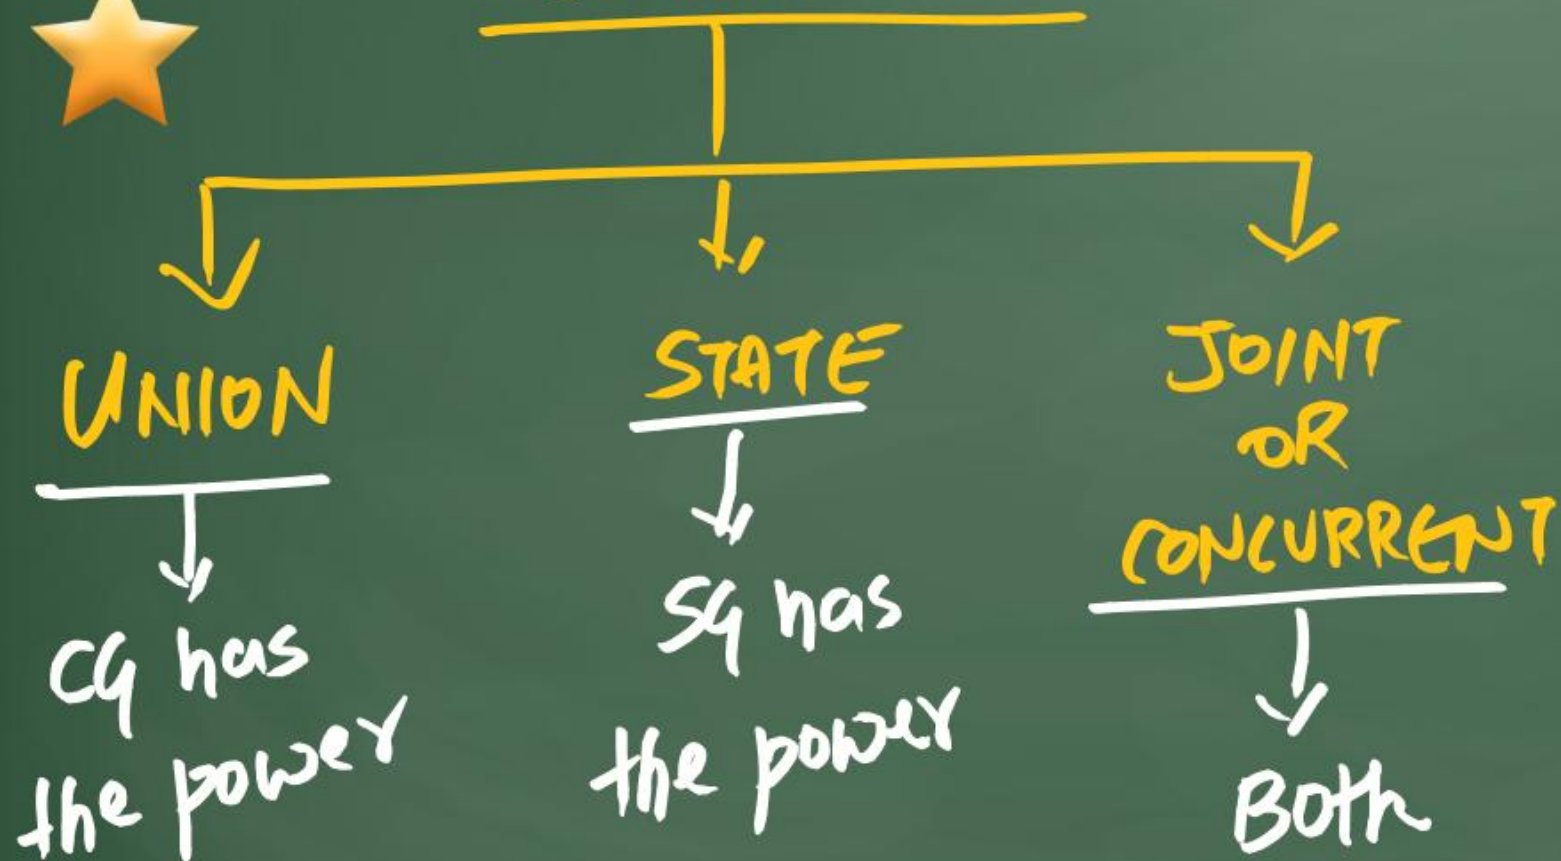 UNION
STATE
JOINT
OR
CONCURRENT
CG has
the power
SG has
the power
Both